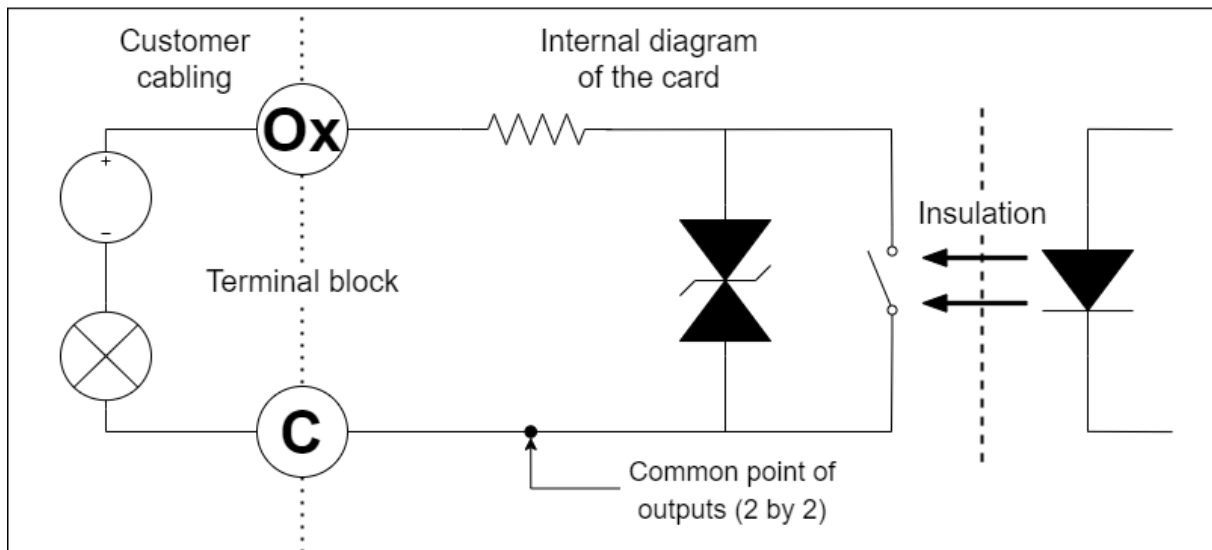 Customer
cabling
Internal diagram
of the card
Ox
+
−
Insulation
Terminal block
C
Common point of
outputs (2 by 2)